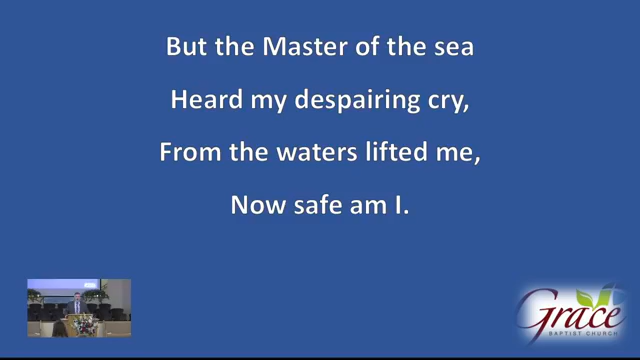 But the Master of the sea
Heard my despairing cry,
From the waters lifted me,
Now safe am I.
Grace
BAPTIST CHURCH